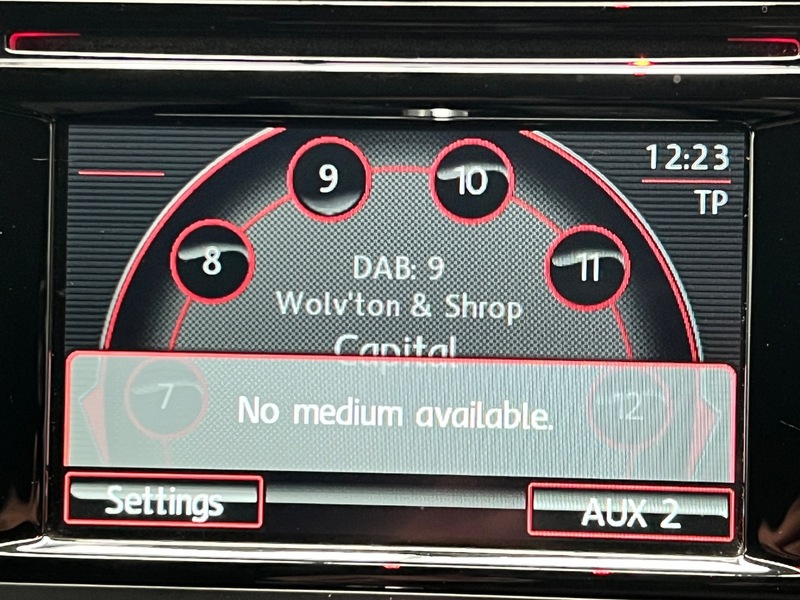 12:23
TP
9
10
8
11
DAB: 9
Wolv'ton & Shrop
Capital
7
12
No medium available.
Settings
AUX 2